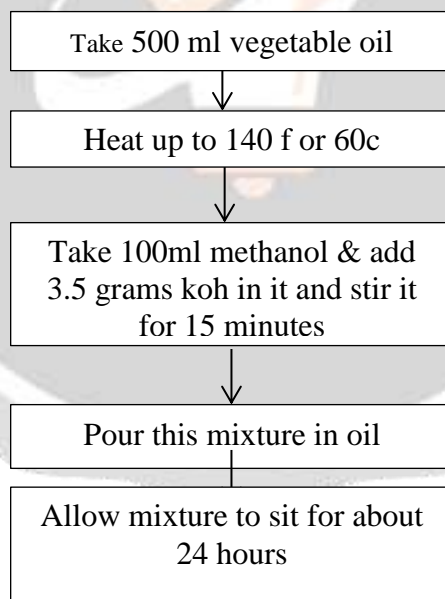 Take 500 ml vegetable oil
Heat up to 140 f or 60c
Take 100ml methanol & add
3.5 grams koh in it and stir it
for 15 minutes
Pour this mixture in oil
Allow mixture to sit for about
24 hours